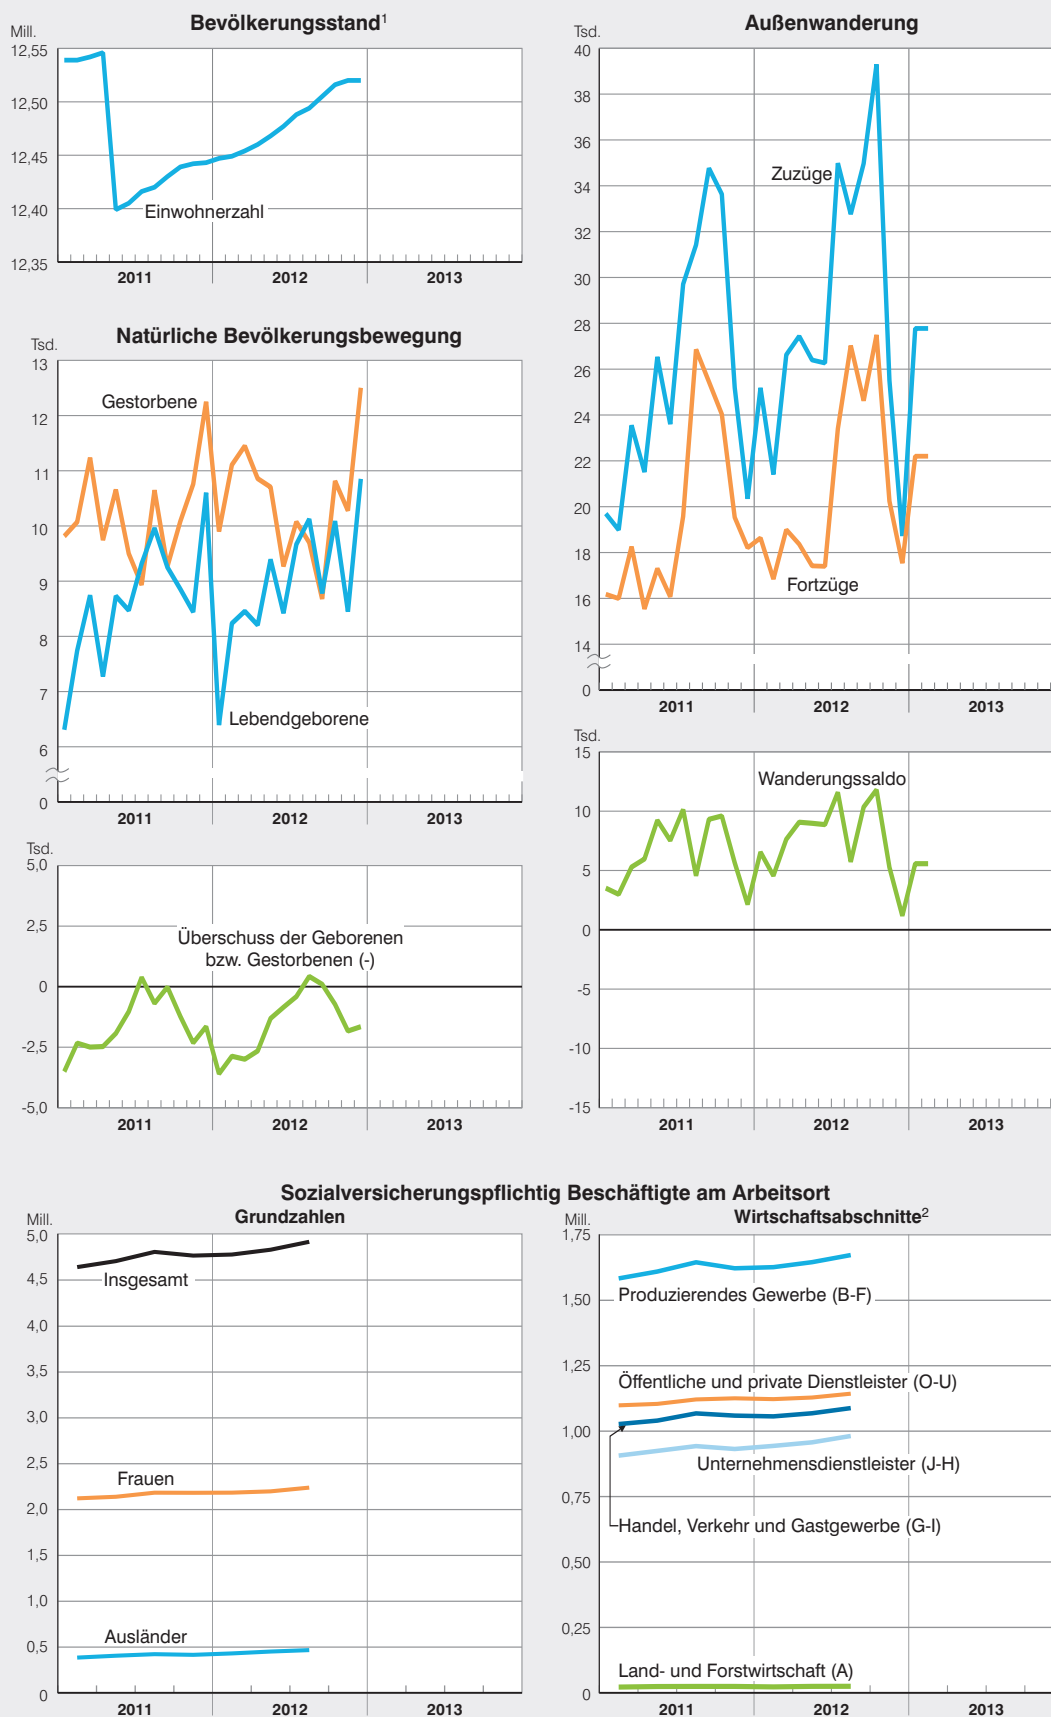 Bevölkerungsstand¹
Mill.
12,55
12,50
12,45
12,40
12,35
Einwohnerzahl
2011 2012 2013
Natürliche Bevölkerungsbewegung
Tsd.
13
12
11
10
9
8
7
6
0
Gestorbene
Lebendgeborene
2011 2012 2013
Tsd.
5,0
2,5
0
-2,5
-5,0
Überschuss der Geborenen
bzw. Gestorbenen (-)
2011 2012 2013
Außenwanderung
Tsd.
40
38
36
34
32
30
28
26
24
22
20
18
16
14
0
Zuzüge
Fortzüge
2011 2012 2013
Tsd.
15
10
5
0
-5
-10
-15
Wanderungssaldo
2011 2012 2013
Sozialversicherungspflichtig Beschäftigte am Arbeitsort
Grundzahlen
Mill.
5,0
4,5
4,0
3,5
3,0
2,5
2,0
1,5
1,0
0,5
0
Insgesamt
Frauen
Ausländer
2011 2012 2013
Wirtschaftsabschnitte²
Mill.
1,75
1,50
1,25
1,00
0,75
0,50
0,25
0
Produzierendes Gewerbe (B-F)
Öffentliche und private Dienstleister (O-U)
Unternehmensdienstleister (J-H)
Handel, Verkehr und Gastgewerbe (G-I)
Land- und Forstwirtschaft (A)
2011 2012 2013